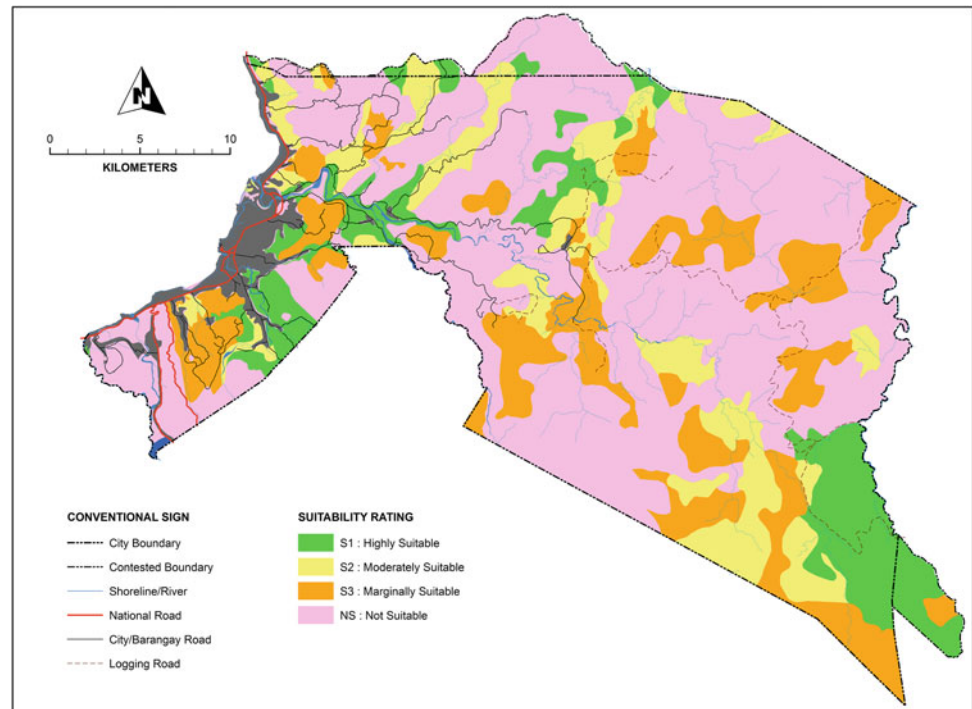 N
0 5 10
KILOMETERS
CONVENTIONAL SIGN
City Boundary
Contested Boundary
Shoreline/River
National Road
City/Barangay Road
Logging Road
SUITABILITY RATING
S1 : Highly Suitable
S2 : Moderately Suitable
S3 : Marginally Suitable
NS : Not Suitable